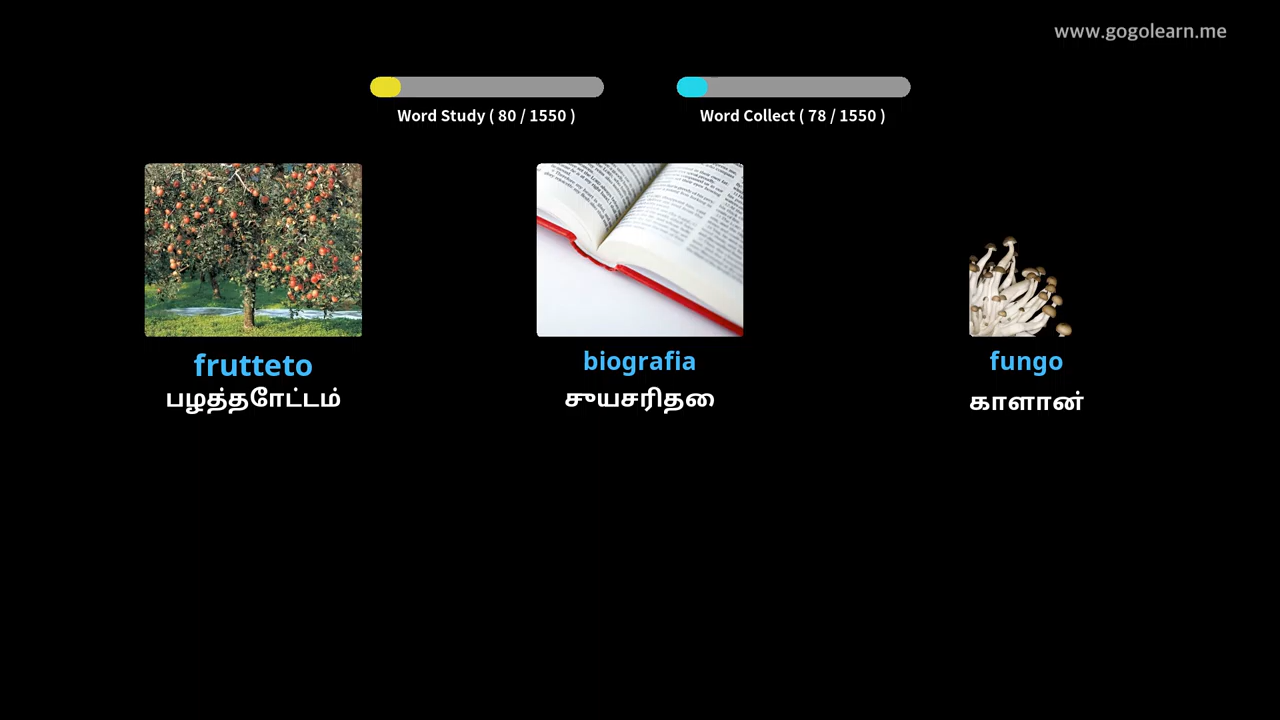 www.gogolearn.me
Word Study ( 80 / 1550 )
Word Collect ( 78 / 1550 )
frutteto
biografia
fungo
பழத்தோட்டம்
சுயசரிதை
காளான்